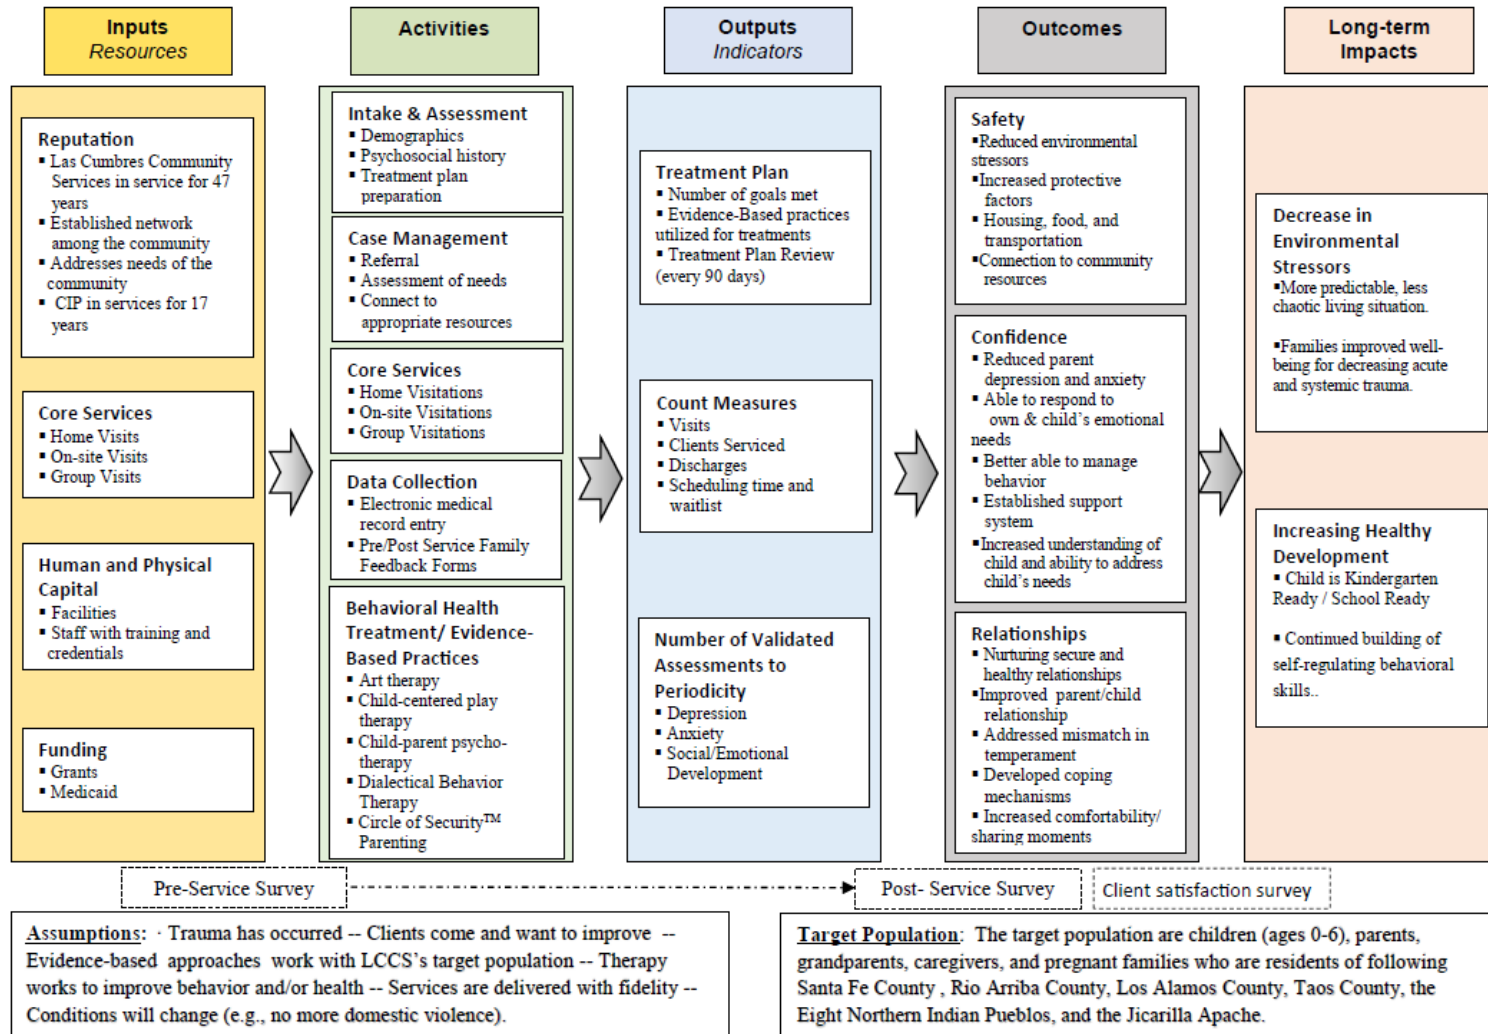 Inputs
Resources
Activities
Outputs
Indicators
Outcomes
Long-term
Impacts
Reputation
▪ Las Cumbres Community
Services in service for 47
years
▪ Established network
among the community
▪ Addresses needs of the
community
▪ CIP in services for 17
years
Core Services
▪ Home Visits
▪ On-site Visits
▪ Group Visits
Human and Physical
Capital
▪ Facilities
▪ Staff with training and
credentials
Funding
▪ Grants
▪ Medicaid
Intake & Assessment
▪ Demographics
▪ Psychosocial history
▪ Treatment plan
preparation
Case Management
▪ Referral
▪ Assessment of needs
▪ Connect to
appropriate resources
Core Services
▪ Home Visitations
▪ On-site Visitations
▪ Group Visitations
Data Collection
▪ Electronic medical
record entry
▪ Pre/Post Service Family
Feedback Forms
Behavioral Health
Treatment/ Evidence-
Based Practices
▪ Art therapy
▪ Child-centered play
therapy
▪ Child-parent psycho-
therapy
▪ Dialectical Behavior
Therapy
▪ Circle of Security™
Parenting
Treatment Plan
▪ Number of goals met
▪ Evidence-Based practices
utilized for treatments
▪ Treatment Plan Review
(every 90 days)
Count Measures
▪ Visits
▪ Clients Serviced
▪ Discharges
▪ Scheduling time and
waitlist
Number of Validated
Assessments to
Periodicity
▪ Depression
▪ Anxiety
▪ Social/Emotional
Development
Safety
▪Reduced environmental
stressors
▪Increased protective
factors
▪ Housing, food, and
transportation
▪Connection to community
resources
Confidence
▪ Reduced parent
depression and anxiety
▪ Able to respond to
own & child's emotional
needs
▪ Better able to manage
behavior
▪ Established support
system
▪Increased understanding of
child and ability to address
child's needs
Relationships
▪ Nurturing secure and
healthy relationships
▪Improved parent/child
relationship
▪ Addressed mismatch in
temperament
▪ Developed coping
mechanisms
▪ Increased comfortability/
sharing moments
Decrease in
Environmental
Stressors
▪More predictable, less
chaotic living situation.
▪Families improved well-
being for decreasing acute
and systemic trauma.
Increasing Healthy
Development
▪ Child is Kindergarten
Ready / School Ready
▪ Continued building of
self-regulating behavioral
skills..
Pre-Service Survey
Post- Service Survey
Client satisfaction survey
Assumptions: · Trauma has occurred -- Clients come and want to improve --
Evidence-based approaches work with LCCS's target population -- Therapy
works to improve behavior and/or health -- Services are delivered with fidelity --
Conditions will change (e.g., no more domestic violence).
Target Population: The target population are children (ages 0-6), parents,
grandparents, caregivers, and pregnant families who are residents of following
Santa Fe County , Rio Arriba County, Los Alamos County, Taos County, the
Eight Northern Indian Pueblos, and the Jicarilla Apache.